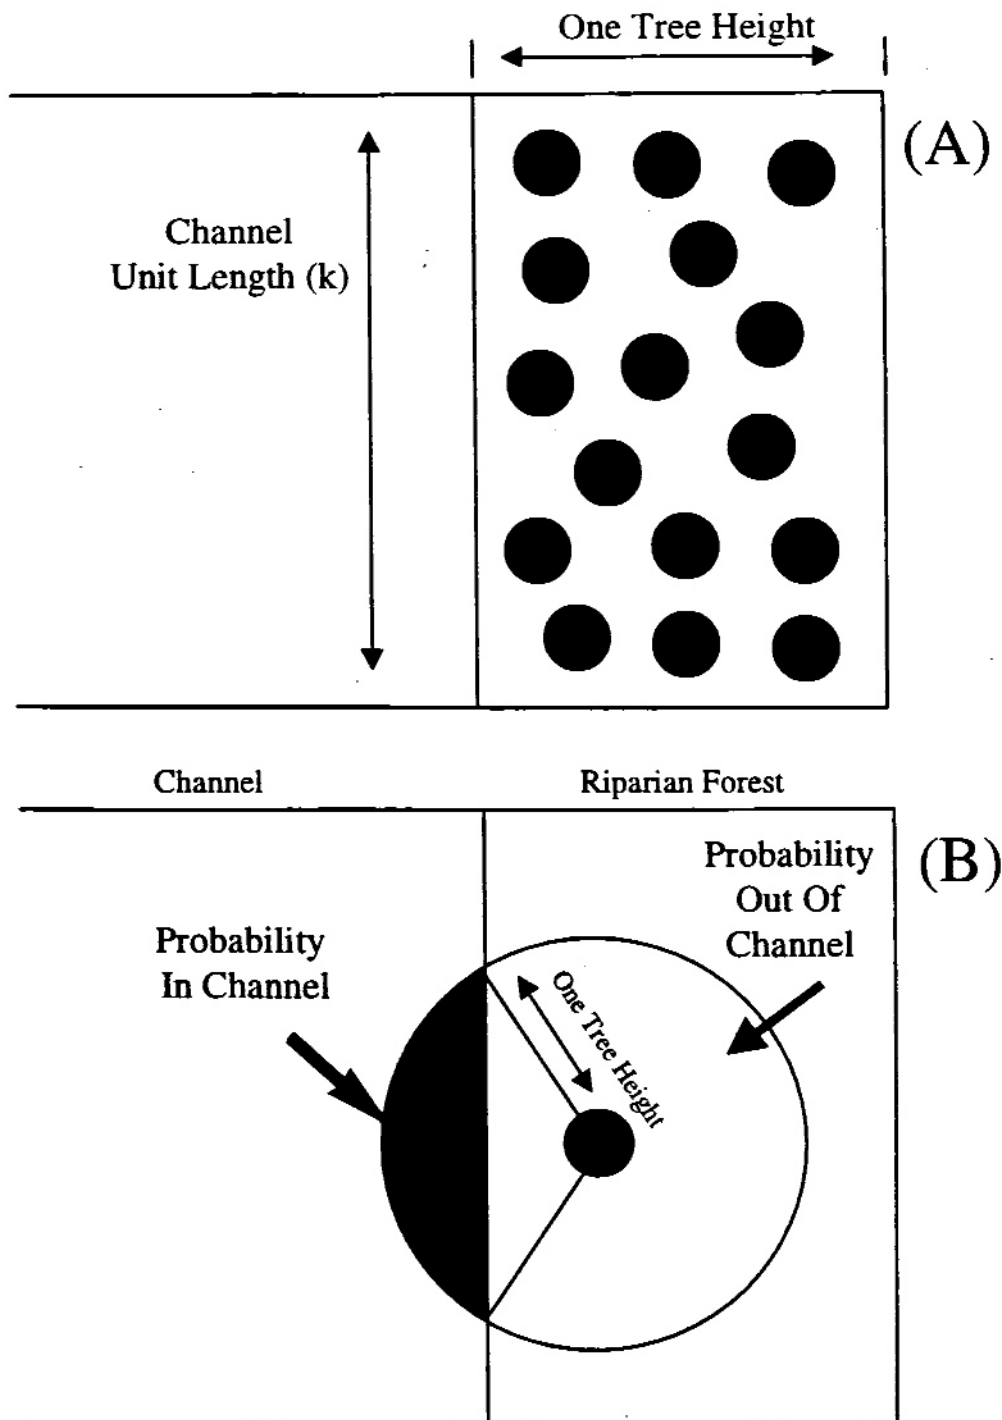 One Tree Height
(A)
Channel
Unit Length (k)
Channel
Riparian Forest
(B)
Probability
Out Of
Channel
Probability
In Channel
One Tree Height